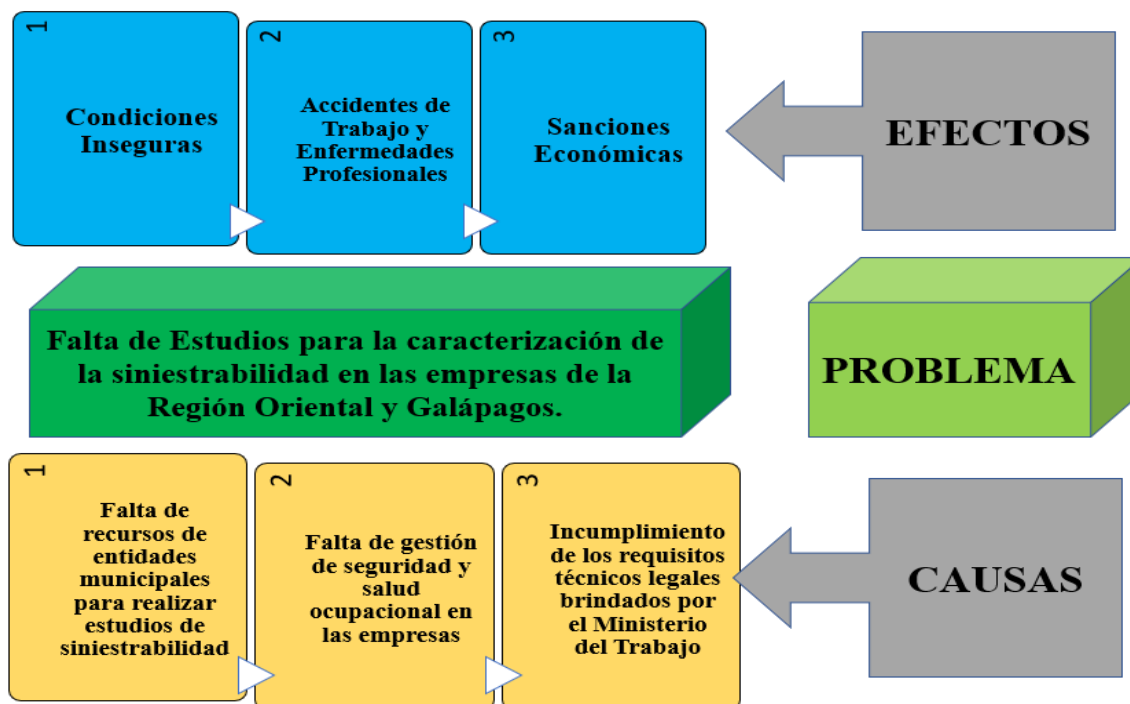 1
Condiciones
Inseguras
2
Accidentes de
Trabajo y
Enfermedades
Profesionales
3
Sanciones
Económicas
EFECTOS
Falta de Estudios para la caracterización de
la siniestrabilidad en las empresas de la
Región Oriental y Galápagos.
PROBLEMA
1
Falta de
recursos de
entidades
municipales
para realizar
estudios de
siniestrabilidad
2
Falta de gestión
de seguridad y
salud
ocupacional en
las empresas
3
Incumplimiento
de los requisitos
técnicos legales
brindados por
el Ministerio
del Trabajo
CAUSAS